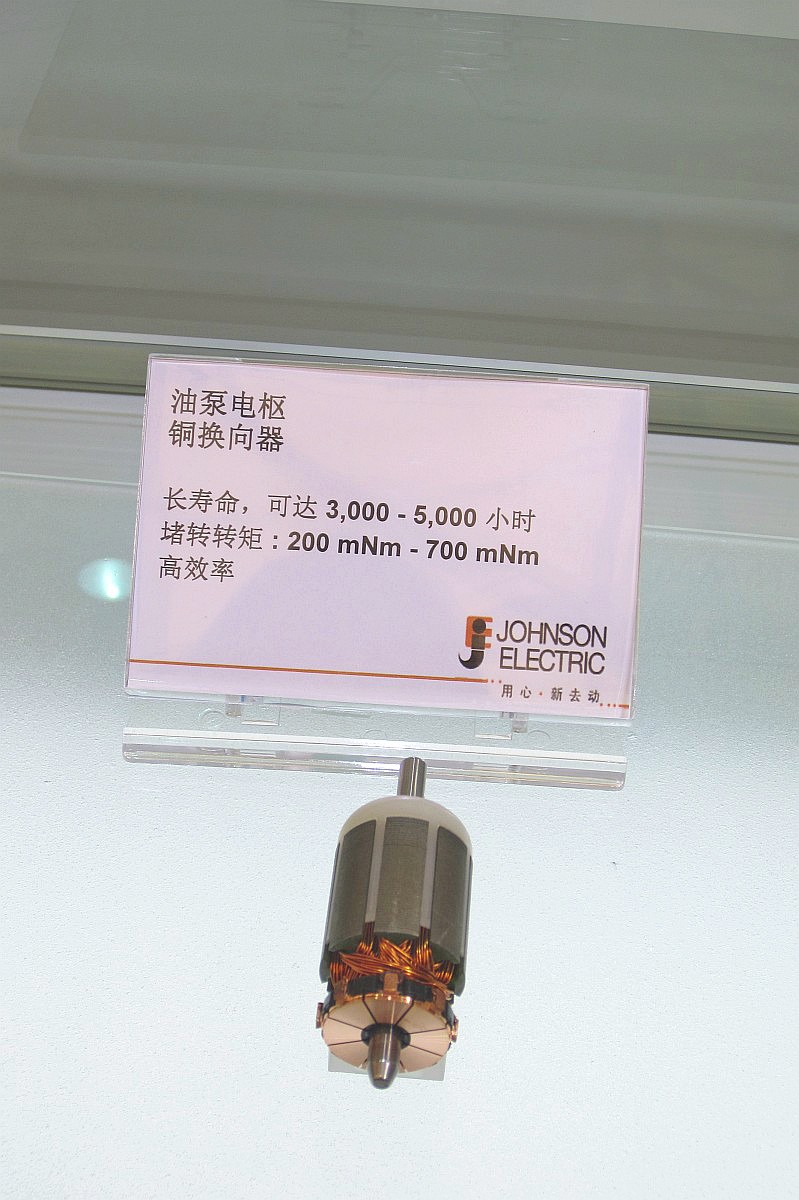 油泵电枢
铜换向器
长寿命，可达 3,000 - 5,000 小时
堵转转矩：200 mNm - 700 mNm
高效率
JOHNSON
ELECTRIC
用心·新去动